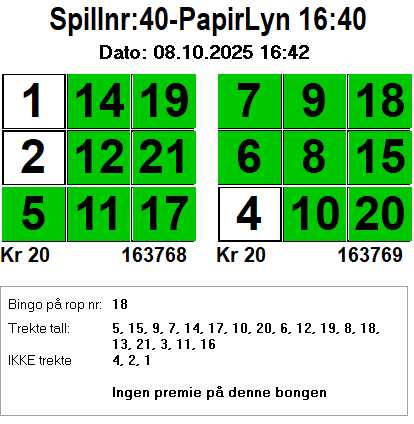 Spillnr:40-PapirLyn 16:40
Dato: 08.10.2025 16:42
1 14 19 7 9 18
2 12 21 6 8 15
5 11 17 4 10 20
Kr 20 163768 Kr 20 163769
Bingo på rop nr: 18
Trekte tall: 5, 15, 9, 7, 14, 17, 10, 20, 6, 12, 19, 8, 18,
13, 21, 3, 11, 16
IKKE trekte 4, 2, 1
Ingen premie på denne bongen